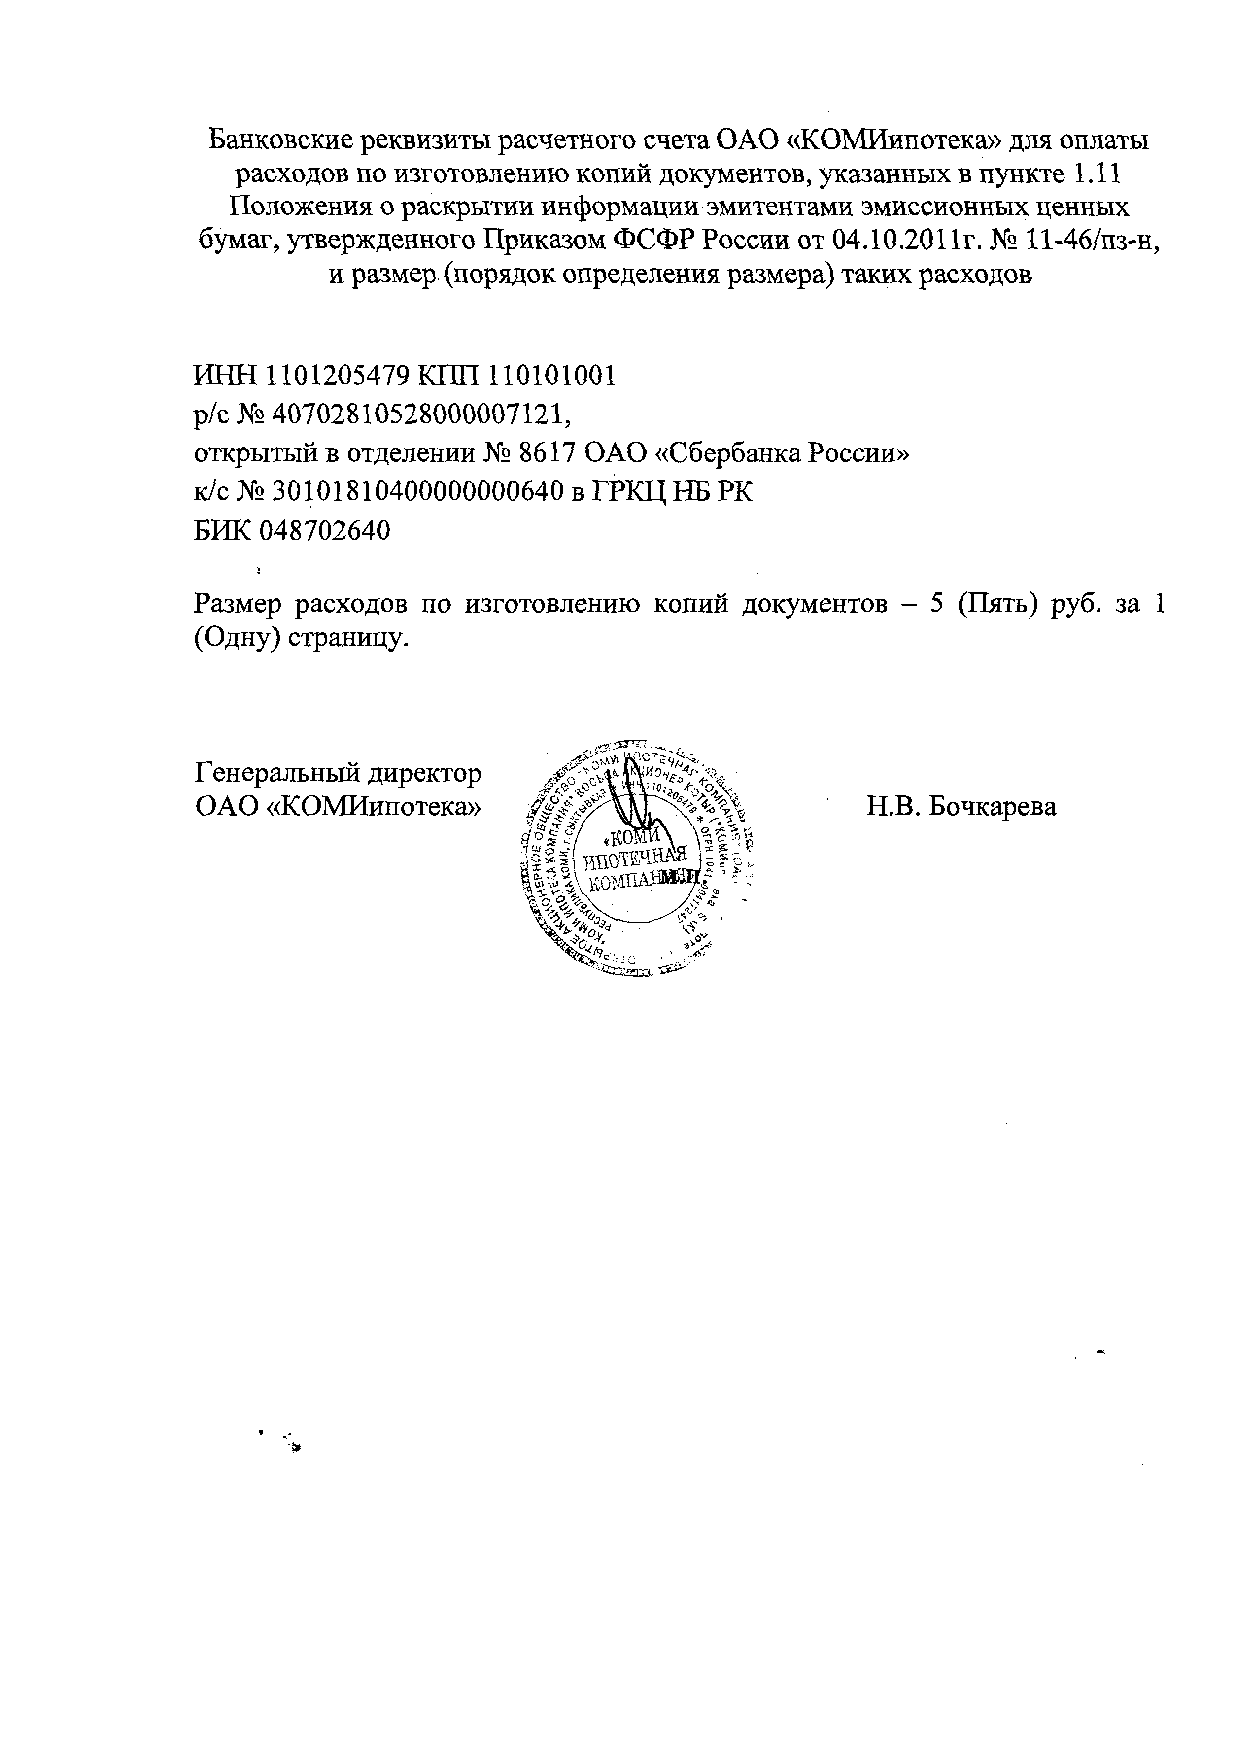 Банковские реквизиты расчетного счета ОАО «КОМИипотека» для оплаты
расходов по изготовлению копий документов, указанных в пункте 1.11
Положения о раскрытии информации эмитентами эмиссионных ценных
бумаг, утвержденного Приказом ФСФР России от 04.10.2011г. № 11-46/пз-н,
и размер (порядок определения размера) таких расходов
ИНН 1101205479 КПП 110101001
р/с № 40702810528000007121,
открытый в отделении № 8617 ОАО «Сбербанка России»
к/с № 30101810400000000640 в ГРКЦ НБ РК
БИК 048702640
Размер расходов по изготовлению копий документов – 5 (Пять) руб. за 1
(Одну) страницу.
Генеральный директор
ОАО «КОМИипотека»
Н.В. Бочкарева
«КОМИ
ИПОТЕЧНАЯ
М.П.